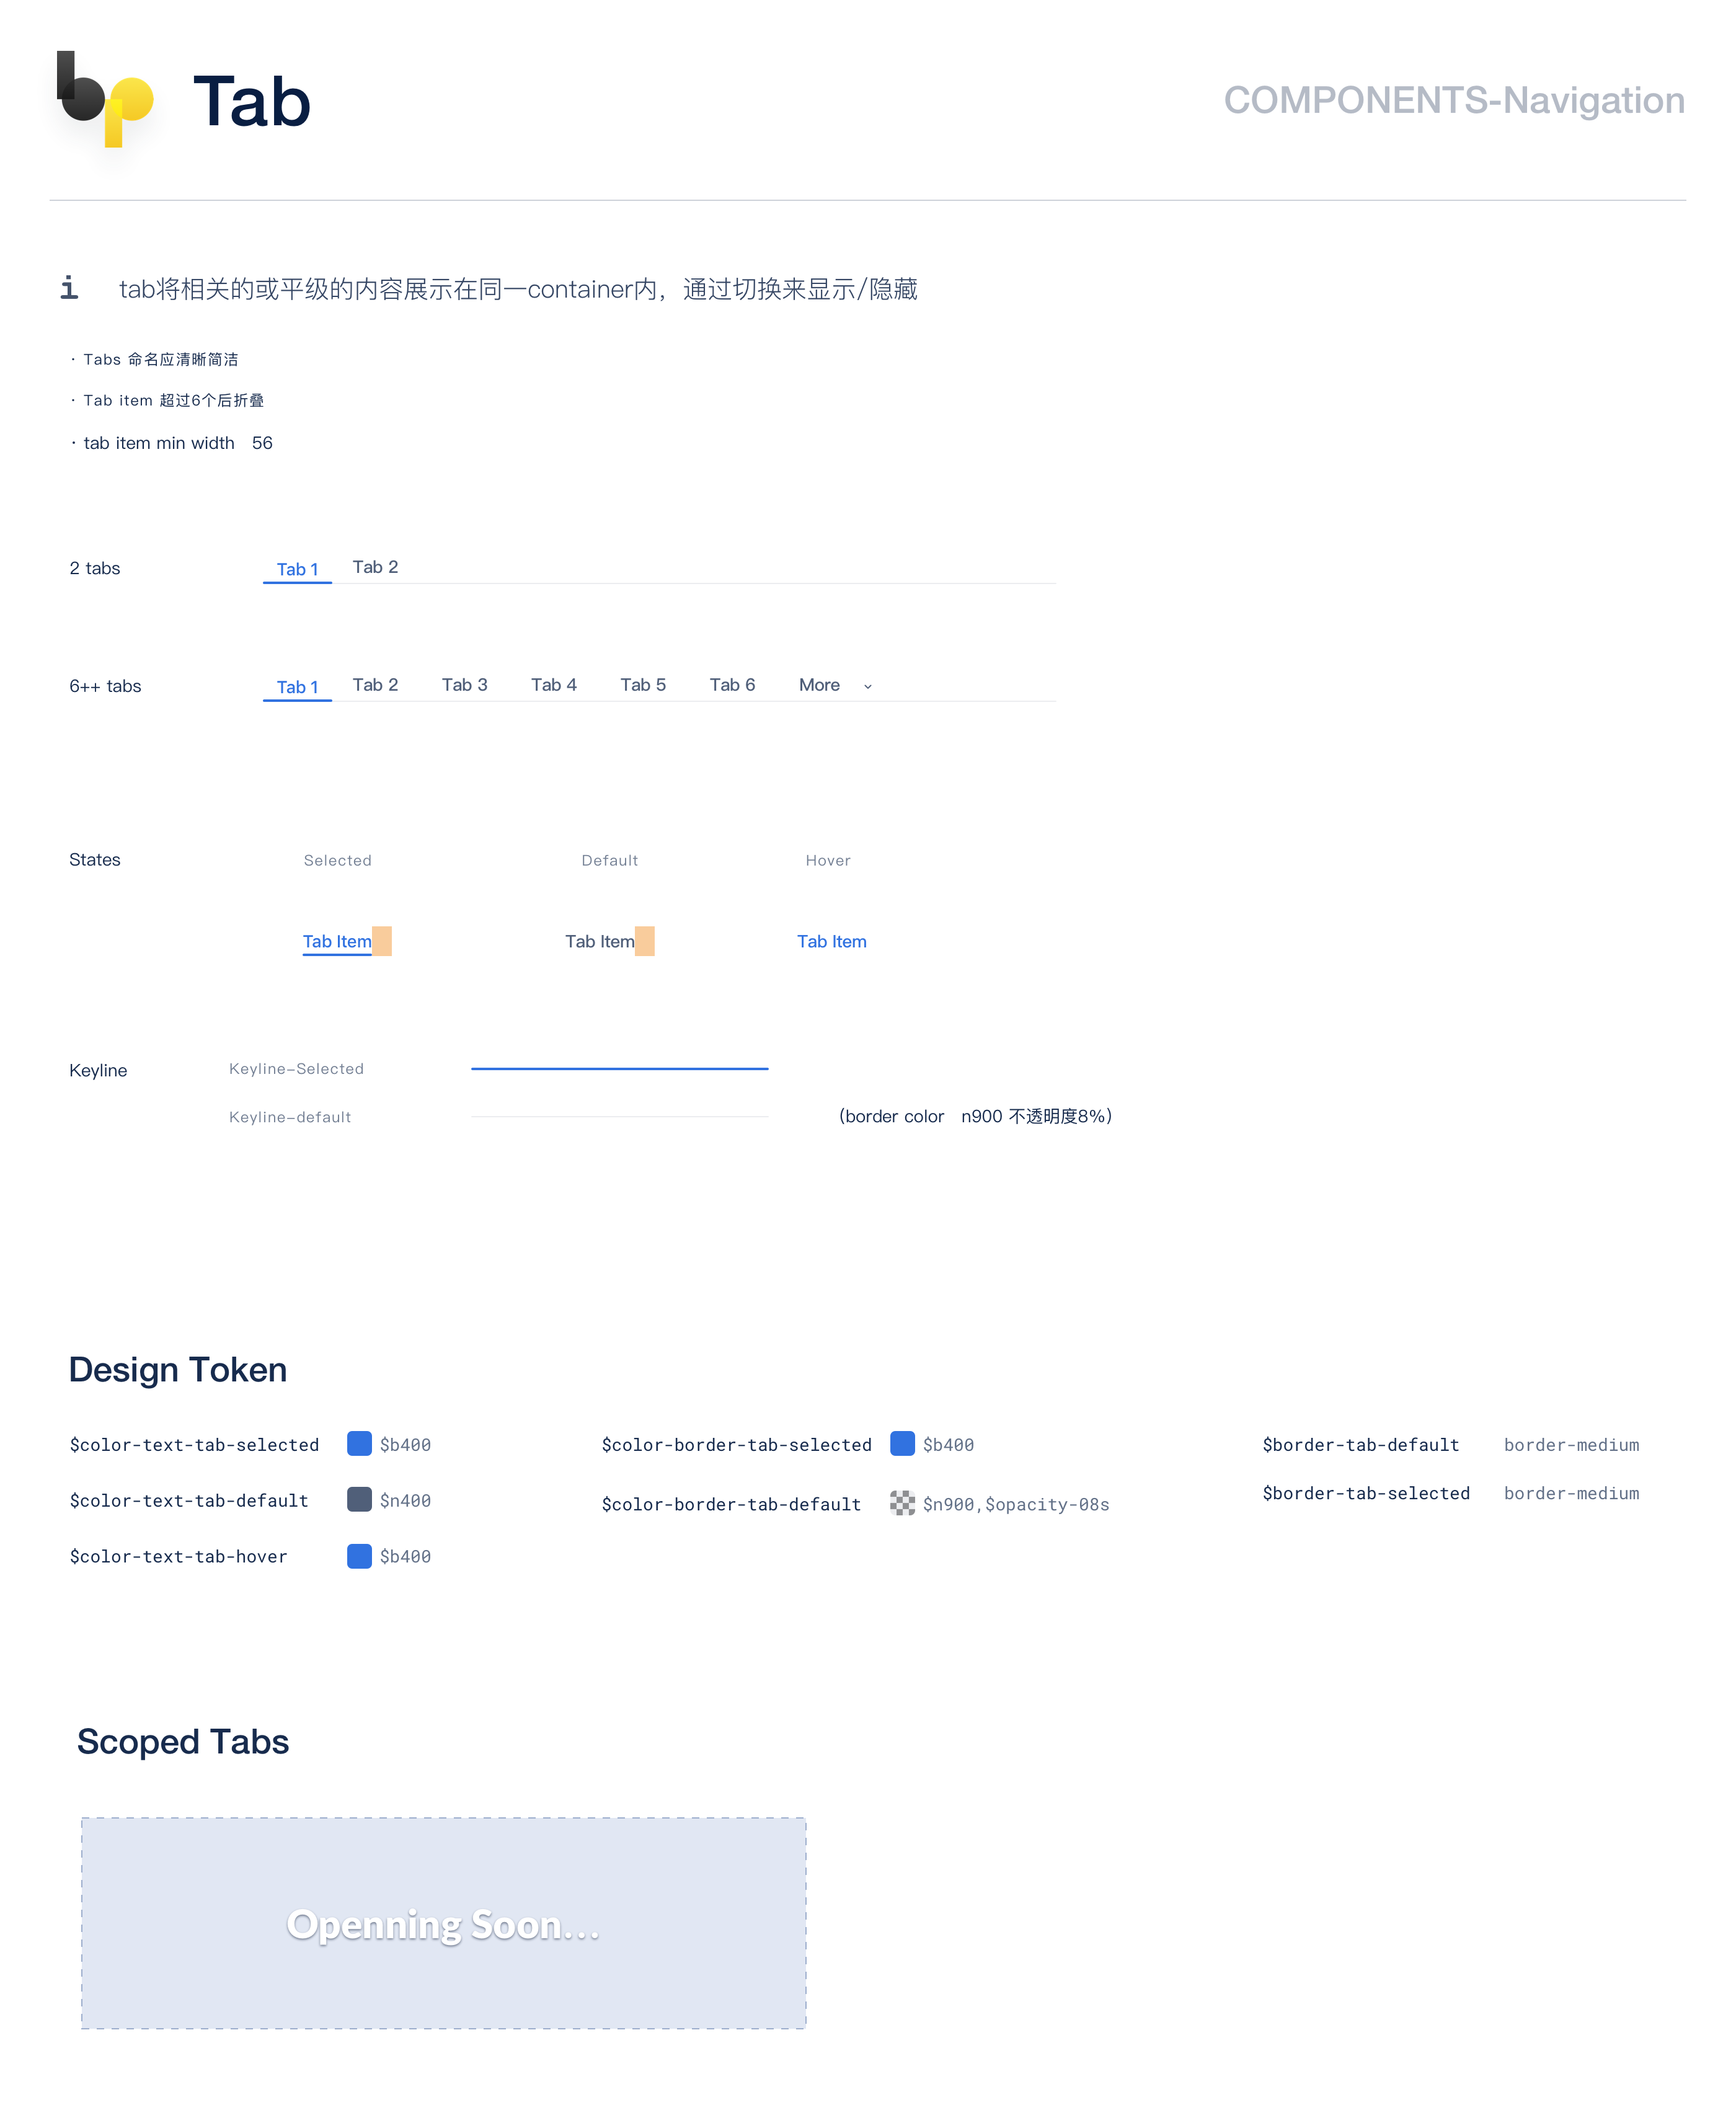 bp
Tab
COMPONENTS-Navigation
i tab将相关的或平级的内容展示在同一container内，通过切换来显示/隐藏
· Tabs 命名应清晰简洁
· Tab item 超过6个后折叠
· tab item min width 56
2 tabs Tab 1 Tab 2
6++ tabs Tab 1 Tab 2 Tab 3 Tab 4 Tab 5 Tab 6 More
States Selected Default Hover
Tab Item Tab Item Tab Item
Keyline Keyline-Selected
Keyline-default (border color n900 不透明度8%)
Design Token
$color-text-tab-selected $b400 $color-border-tab-selected $b400 $border-tab-default border-medium
$color-text-tab-default $n400 $color-border-tab-default $n900,$opacity-08s $border-tab-selected border-medium
$color-text-tab-hover $b400
Scoped Tabs
Openning Soon...